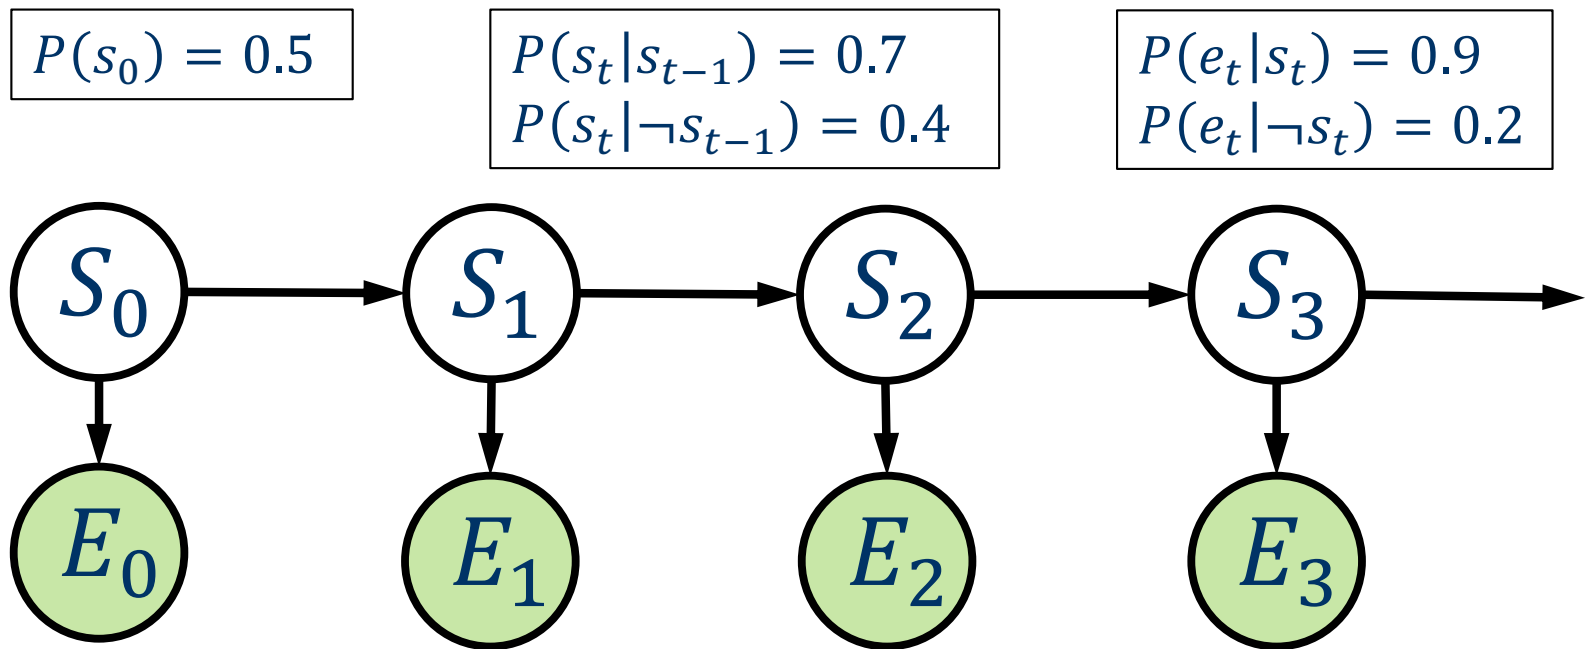 P(s₀) = 0.5
P(sₜ|sₜ₋₁) = 0.7
P(sₜ|¬sₜ₋₁) = 0.4
P(eₜ|sₜ) = 0.9
P(eₜ|¬sₜ) = 0.2
S₀
S₁
S₂
S₃
E₀
E₁
E₂
E₃